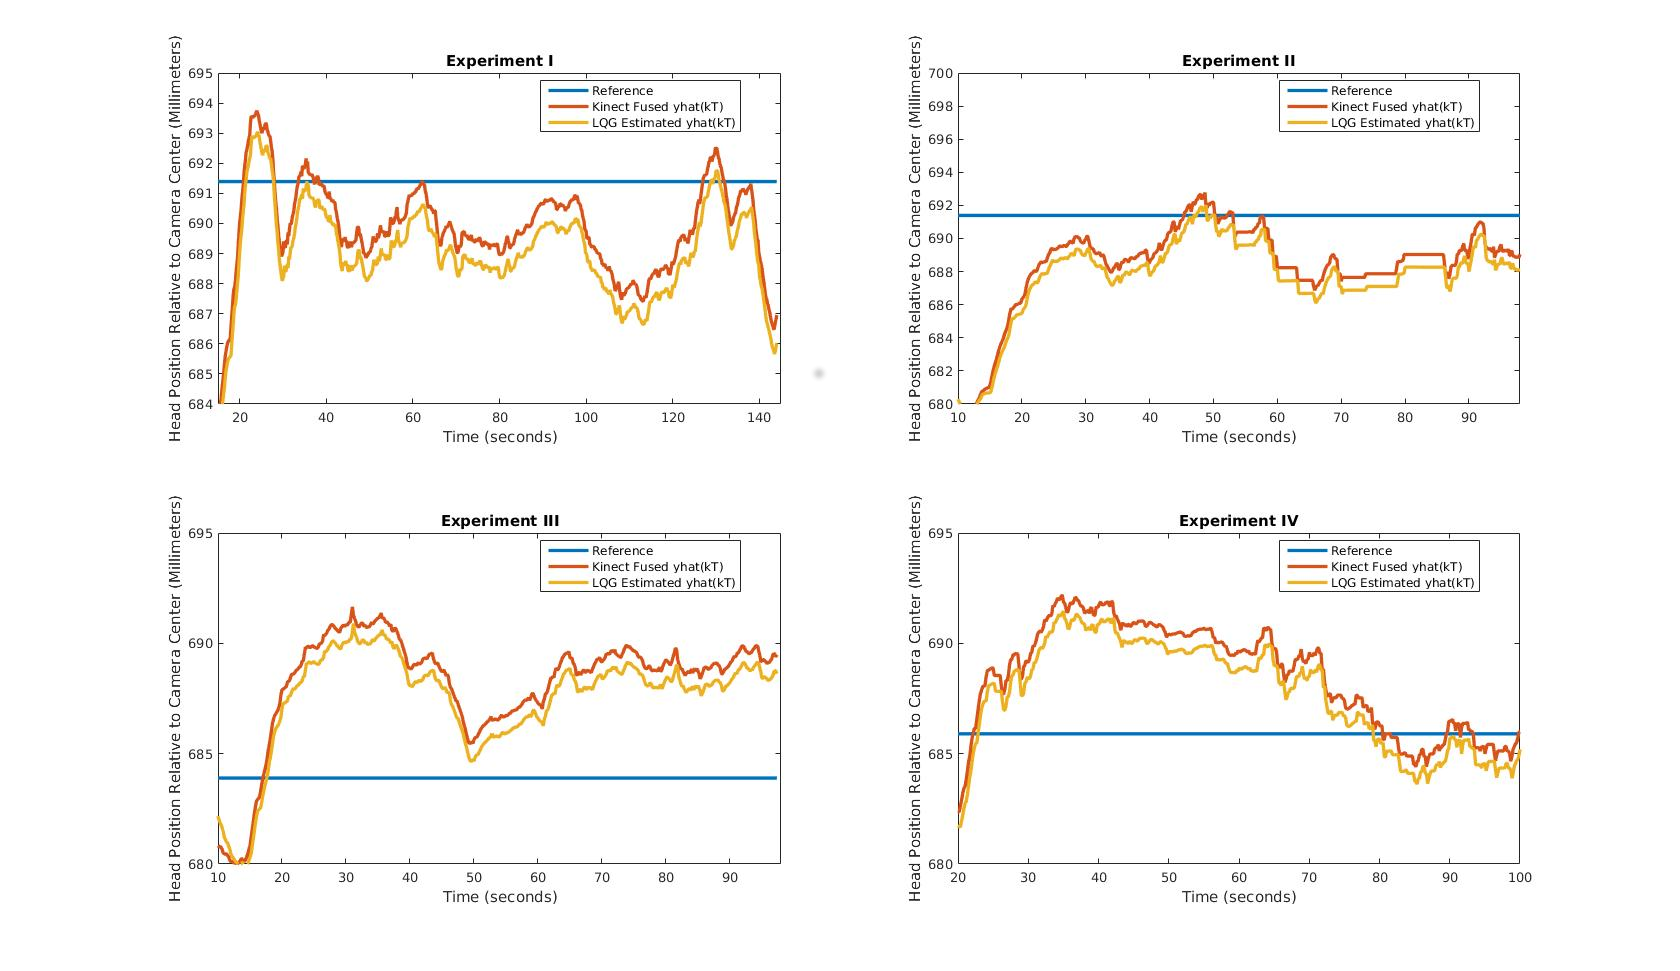 Experiment I
Head Position Relative to Camera Center (Millimeters)
695
694
693
692
691
690
689
688
687
686
685
684
Reference
Kinect Fused yhat(kT)
LQG Estimated yhat(kT)
20 40 60 80 100 120 140
Time (seconds)
Experiment II
Head Position Relative to Camera Center (Millimeters)
700
698
696
694
692
690
688
686
684
682
680
Reference
Kinect Fused yhat(kT)
LQG Estimated yhat(kT)
10 20 30 40 50 60 70 80 90
Time (seconds)
Experiment III
Head Position Relative to Camera Center (Millimeters)
695
690
685
680
Reference
Kinect Fused yhat(kT)
LQG Estimated yhat(kT)
10 20 30 40 50 60 70 80 90
Time (seconds)
Experiment IV
Head Position Relative to Camera Center (Millimeters)
695
690
685
680
Reference
Kinect Fused yhat(kT)
LQG Estimated yhat(kT)
20 30 40 50 60 70 80 90 100
Time (seconds)